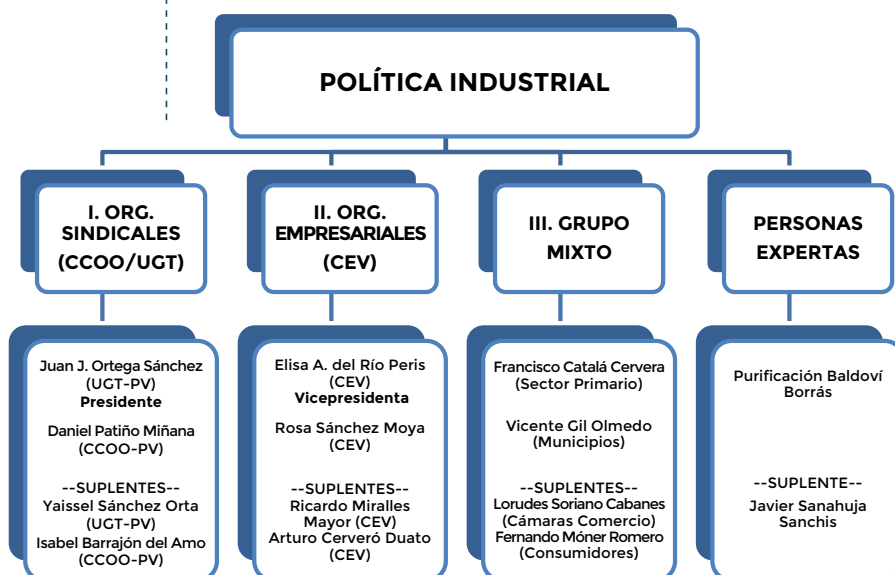 POLÍTICA INDUSTRIAL
I. ORG.
SINDICALES
(CCOO/UGT)
II. ORG.
EMPRESARIALES
(CEV)
III. GRUPO
MIXTO
PERSONAS
EXPERTAS
Juan J. Ortega Sánchez
(UGT-PV)
Presidente
Daniel Patiño Miñana
(CCOO-PV)
--SUPLENTES--
Yaissel Sánchez Orta
(UGT-PV)
Isabel Barrajón del Amo
(CCOO-PV)
Elisa A. del Río Peris
(CEV)
Vicepresidenta
Rosa Sánchez Moya
(CEV)
--SUPLENTES--
Ricardo Miralles
Mayor (CEV)
Arturo Cerveró Duato
(CEV)
Francisco Catalá Cervera
(Sector Primario)
Vicente Gil Olmedo
(Municipios)
--SUPLENTES--
Lorudes Soriano Cabanes
(Cámaras Comercio)
Fernando Móner Romero
(Consumidores)
Purificación Baldoví
Borrás
--SUPLENTE--
Javier Sanahuja
Sanchis